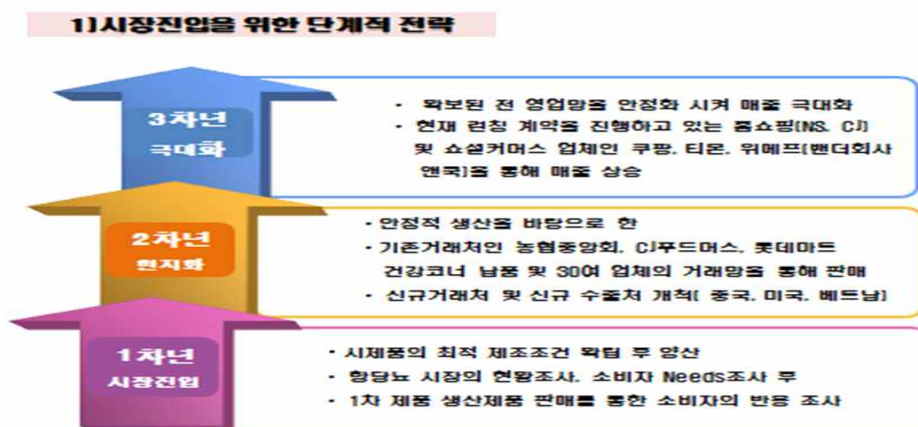 1)시장진입을 위한 단계적 전략
3차년
극대화
• 확보된 전 영업망을 안정화 시켜 매출 극대화
• 현재 런칭 계약을 진행하고 있는 홈쇼핑(NS, CJ)
및 쇼셜커머스 업체인 쿠팡, 티몬, 위메프(밴더회사
앤쿡)을 통해 매출 상승
2차년
현지화
• 안정적 생산을 바탕으로 한
• 기존거래처인 농협중앙회, CJ푸드머스, 롯데마트
건강코너 납품 및 30여 업체의 거래망을 통해 판매
• 신규거래처 및 신규 수출처 개척( 중국, 미국, 베트남)
1차년
시장진입
• 시제품의 최적 제조조건 확립 후 양산
• 항당뇨 시장의 현황조사, 소비자 Needs조사 후
• 1차 제품 생산제품 판매를 통한 소비자의 반응 조사